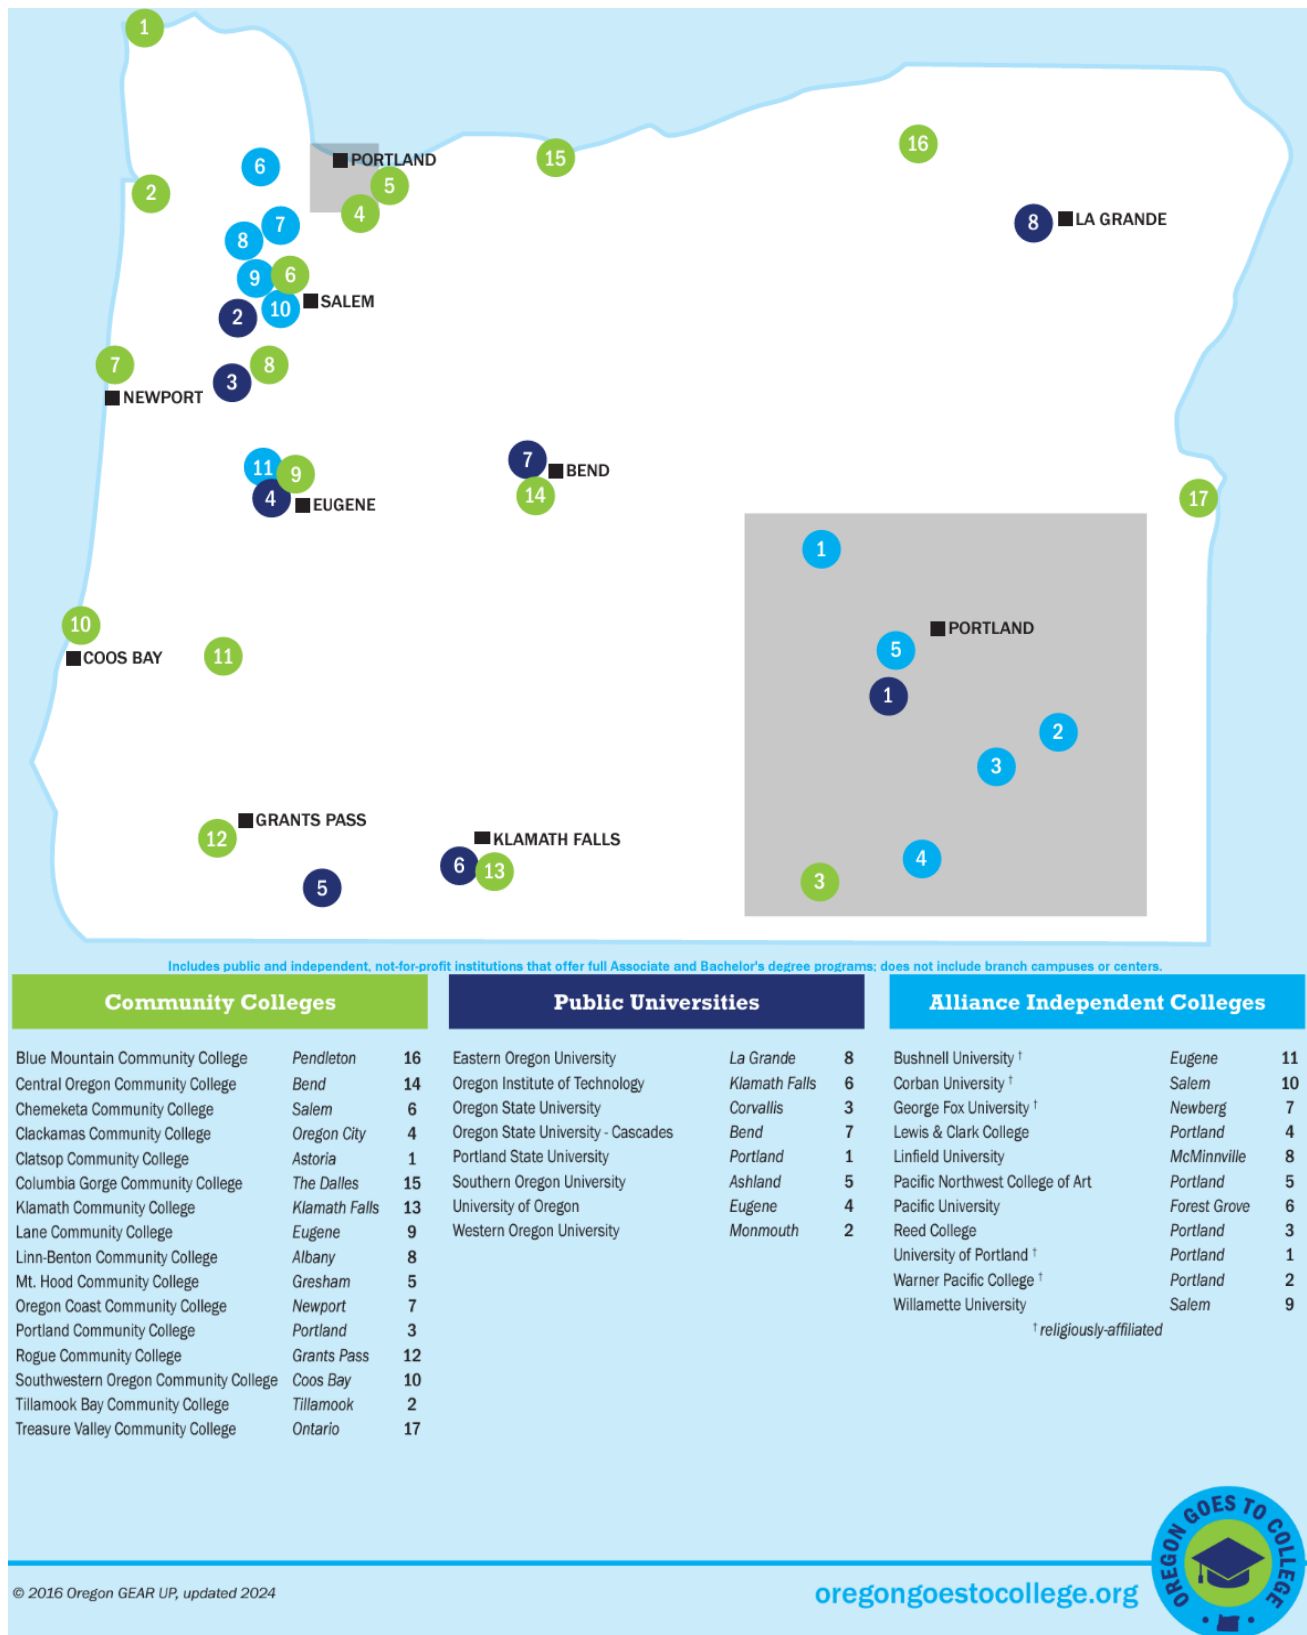 1
6
PORTLAND
15
16
5
2
4
7
8
LA GRANDE
8
9
6
SALEM
10
2
7
8
3
NEWPORT
7
BEND
11
9
14
4
EUGENE
17
1
10
PORTLAND
COOS BAY
11
5
1
2
3
GRANTS PASS
12
KLAMATH FALLS
6
13
4
5
3
Includes public and independent, not-for-profit institutions that offer full Associate and Bachelor's degree programs; does not include branch campuses or centers.
Community Colleges
Blue Mountain Community College Pendleton 16
Central Oregon Community College Bend 14
Chemeketa Community College Salem 6
Clackamas Community College Oregon City 4
Clatsop Community College Astoria 1
Columbia Gorge Community College The Dalles 15
Klamath Community College Klamath Falls 13
Lane Community College Eugene 9
Linn-Benton Community College Albany 8
Mt. Hood Community College Gresham 5
Oregon Coast Community College Newport 7
Portland Community College Portland 3
Rogue Community College Grants Pass 12
Southwestern Oregon Community College Coos Bay 10
Tillamook Bay Community College Tillamook 2
Treasure Valley Community College Ontario 17
Public Universities
Eastern Oregon University La Grande 8
Oregon Institute of Technology Klamath Falls 6
Oregon State University Corvallis 3
Oregon State University - Cascades Bend 7
Portland State University Portland 1
Southern Oregon University Ashland 5
University of Oregon Eugene 4
Western Oregon University Monmouth 2
Alliance Independent Colleges
Bushnell University † Eugene 11
Corban University † Salem 10
George Fox University † Newberg 7
Lewis & Clark College Portland 4
Linfield University McMinnville 8
Pacific Northwest College of Art Portland 5
Pacific University Forest Grove 6
Reed College Portland 3
University of Portland † Portland 1
Warner Pacific College † Portland 2
Willamette University Salem 9
† religiously-affiliated
© 2016 Oregon GEAR UP, updated 2024
oregongoestocollege.org
OREGON GOES TO COLLEGE